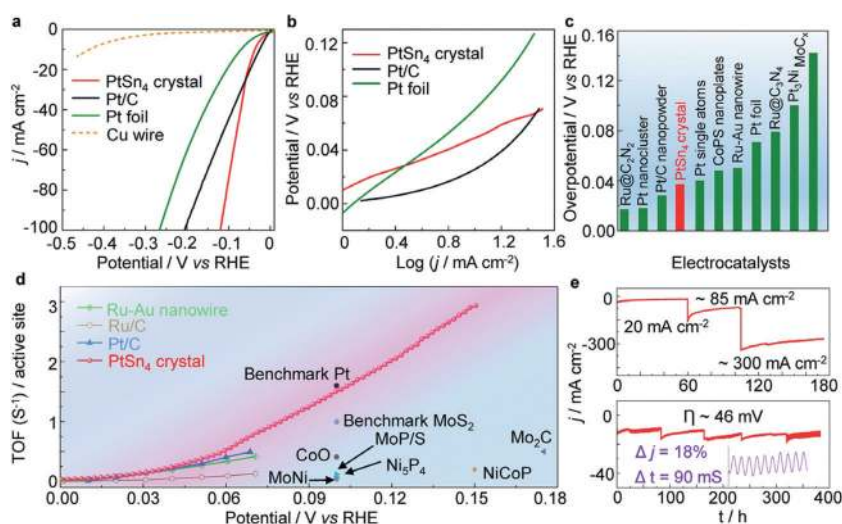 a
0
-20
-40
-60
-80
-100
j / mA cm-2
PtSn4 crystal
Pt/C
Pt foil
Cu wire
-0.5 -0.4 -0.3 -0.2 -0.1 0
Potential / V vs RHE
b
0.12
0.08
0.04
0.00
Potential / V vs RHE
PtSn4 crystal
Pt/C
Pt foil
0 0.4 0.8 1.2 1.6
Log (j / mA cm-2)
c
0.16
0.12
0.08
0.04
0.00
Overpotential / V vs RHE
Ru@C2N2
Pt nanocluster
Pt/C nanopowder
PtSn4 crystal
Pt single atoms
CoPS nanoplates
Ru-Au nanowire
Pt foil
Ru@C3N4
Pt3Ni
MoCx
Electrocatalysts
d
3
2
1
0
TOF (S-1) / active site
Ru-Au nanowire
Ru/C
Pt/C
PtSn4 crystal
Benchmark Pt
Benchmark MoS2
MoP/S
CoO
Ni5P4
MoNi
Mo2C
NiCoP
0.00 0.03 0.06 0.09 0.12 0.15 0.18
Potential / V vs RHE
e
0
-300
~ 85 mA cm-2
20 mA cm-2
~ 300 mA cm-2
0 60 120 180
j / mA cm-2
0
-20
-40
η ~ 46 mV
Δ j = 18%
Δ t = 90 mS
0 100 200 300 400
t / h